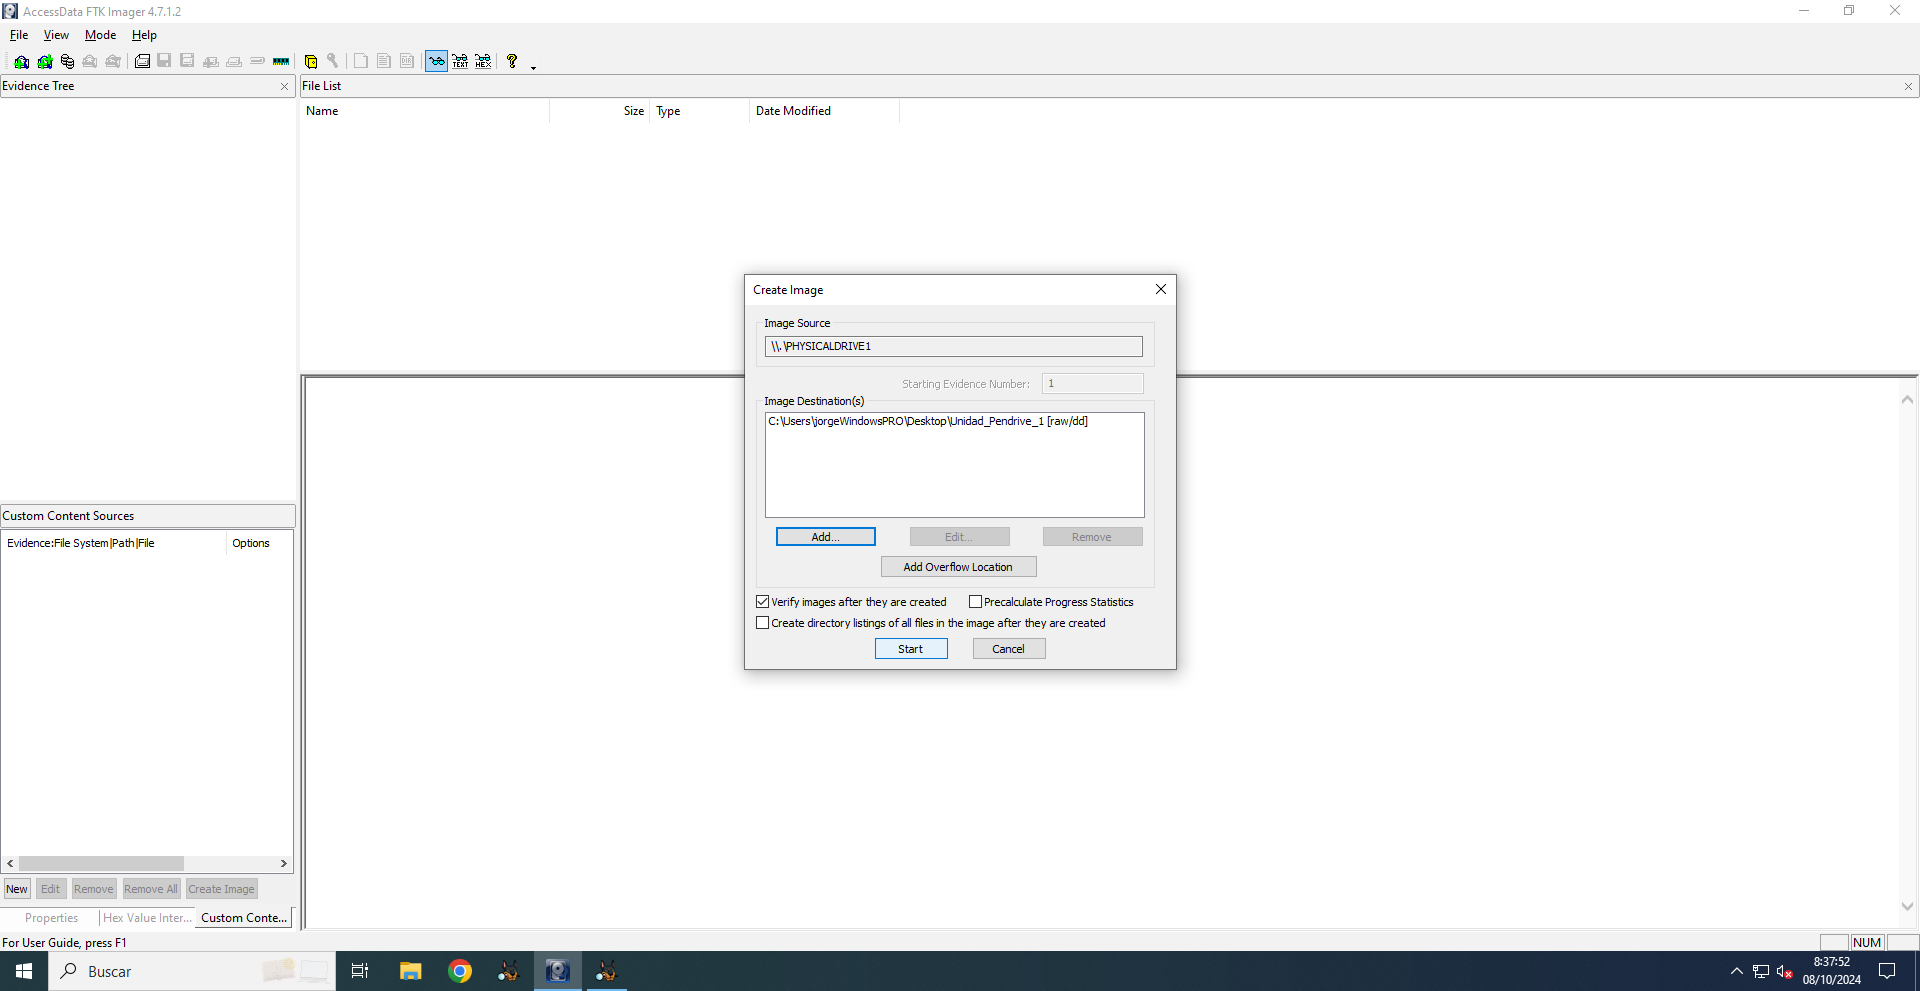 AccessData FTK Imager 4.7.1.2
File View Mode Help
TEXT HEX ?
Evidence Tree
File List
Name Size Type Date Modified
Create Image
Image Source
\\.\PHYSICALDRIVE1
Starting Evidence Number: 1
Image Destination(s)
C:\Users\jorgeWindowsPRO\Desktop\Unidad_Pendrive_1 [raw/dd]
Add... Edit... Remove
Add Overflow Location
Verify images after they are created Precalculate Progress Statistics
Create directory listings of all files in the image after they are created
Start Cancel
Custom Content Sources
Evidence:File System|Path|File Options
New Edit Remove Remove All Create Image
Properties Hex Value Inter... Custom Conte...
For User Guide, press F1
NUM
Buscar
8:37:52
08/10/2024